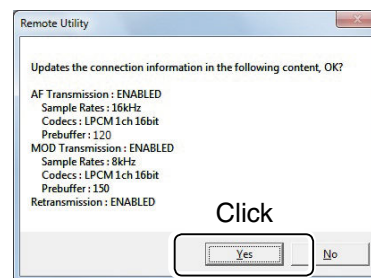 Remote Utility
Updates the connection information in the following content, OK?
AF Transmission : ENABLED
Sample Rates : 16kHz
Codecs : LPCM 1ch 16bit
Prebuffer : 120
MOD Transmission : ENABLED
Sample Rates : 8kHz
Codecs : LPCM 1ch 16bit
Prebuffer : 150
Retransmission : ENABLED
Click
Yes No